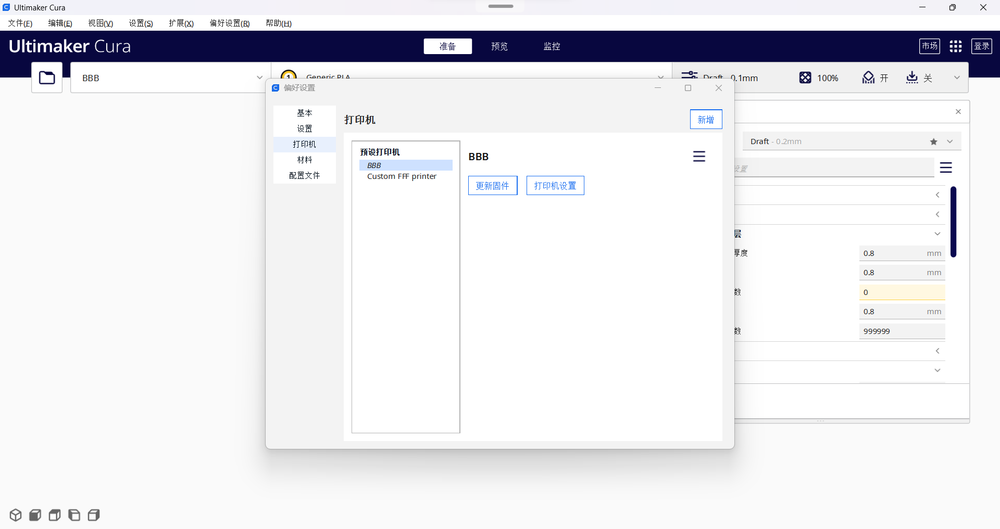 Ultimaker Cura
文件(F) 编辑(E) 视图(V) 设置(S) 扩展(X) 偏好设置(R) 帮助(H)
Ultimaker Cura
准备 预览 监控
市场 登录
BBB
1 Generic PLA
Draft 0.1mm 100% 开 关
偏好设置
基本
设置
打印机
材料
配置文件
打印机
新增
预设打印机
BBB
Custom FFF printer
BBB
更新固件 打印机设置
Draft - 0.2mm
设置
层
厚度 0.8 mm
0.8 mm
数 0
0.8 mm
数 999999